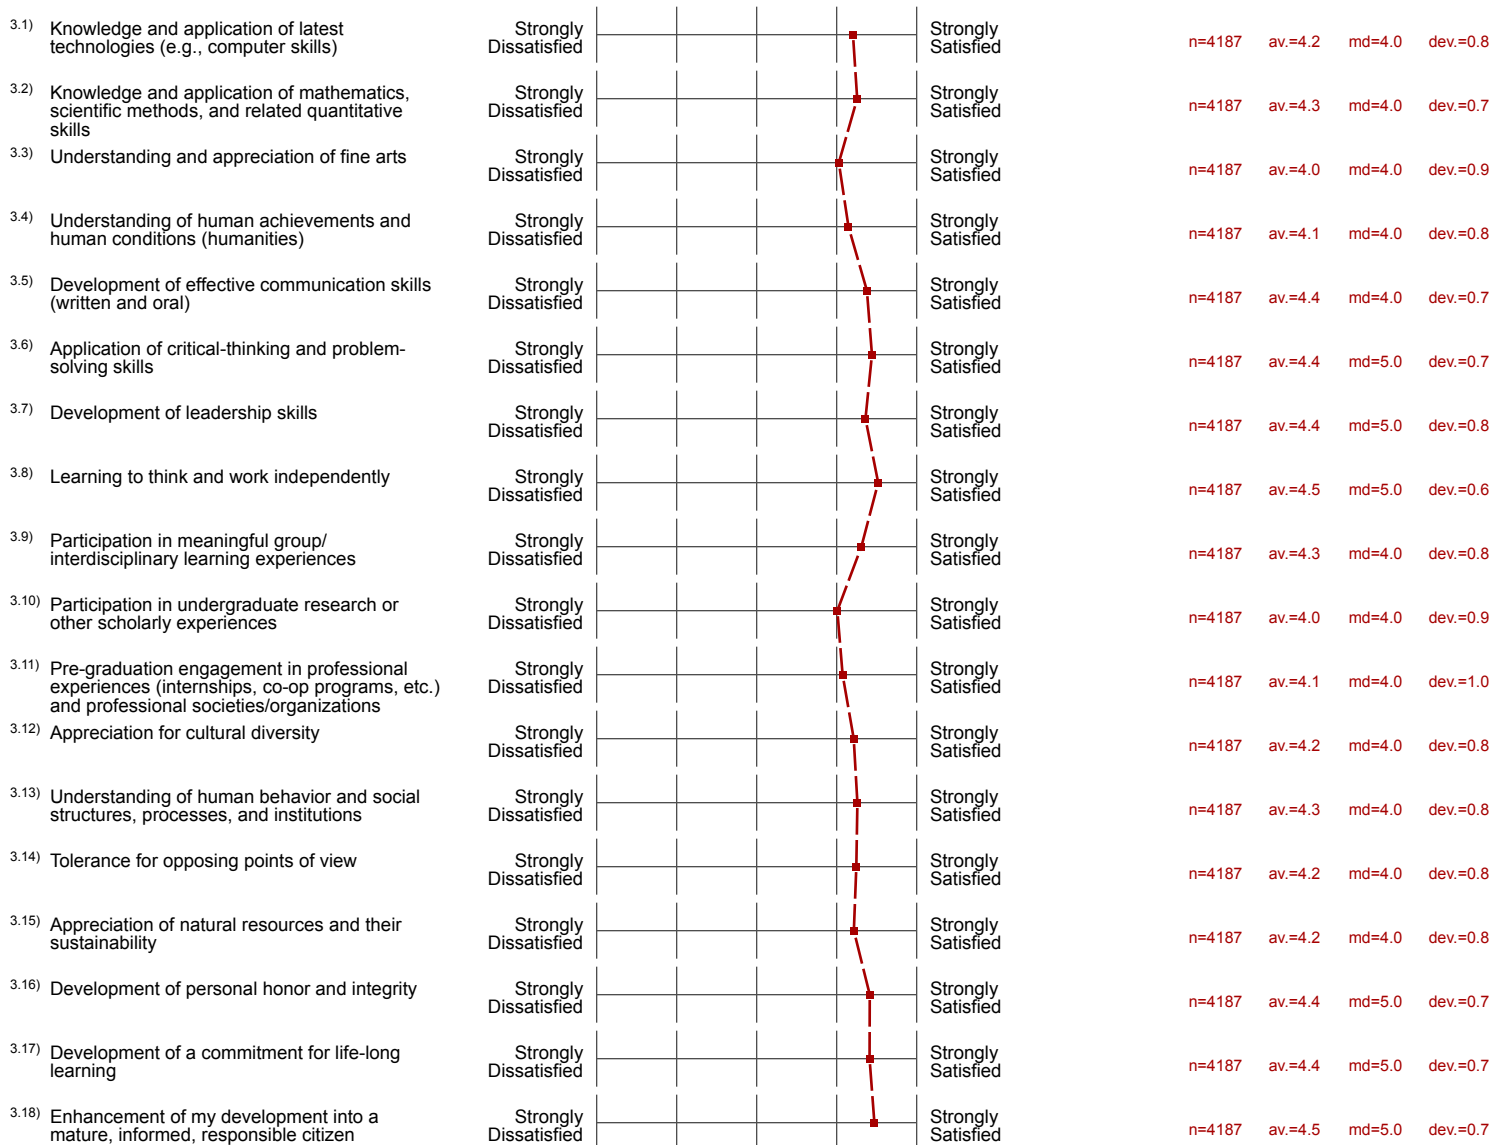 3.1) Knowledge and application of latest
technologies (e.g., computer skills)
Strongly
Dissatisfied
Strongly
Satisfied
n=4187 av.=4.2 md=4.0 dev.=0.8
3.2) Knowledge and application of mathematics,
scientific methods, and related quantitative
skills
Strongly
Dissatisfied
Strongly
Satisfied
n=4187 av.=4.3 md=4.0 dev.=0.7
3.3) Understanding and appreciation of fine arts
Strongly
Dissatisfied
Strongly
Satisfied
n=4187 av.=4.0 md=4.0 dev.=0.9
3.4) Understanding of human achievements and
human conditions (humanities)
Strongly
Dissatisfied
Strongly
Satisfied
n=4187 av.=4.1 md=4.0 dev.=0.8
3.5) Development of effective communication skills
(written and oral)
Strongly
Dissatisfied
Strongly
Satisfied
n=4187 av.=4.4 md=4.0 dev.=0.7
3.6) Application of critical-thinking and problem-
solving skills
Strongly
Dissatisfied
Strongly
Satisfied
n=4187 av.=4.4 md=5.0 dev.=0.7
3.7) Development of leadership skills
Strongly
Dissatisfied
Strongly
Satisfied
n=4187 av.=4.4 md=5.0 dev.=0.8
3.8) Learning to think and work independently
Strongly
Dissatisfied
Strongly
Satisfied
n=4187 av.=4.5 md=5.0 dev.=0.6
3.9) Participation in meaningful group/
interdisciplinary learning experiences
Strongly
Dissatisfied
Strongly
Satisfied
n=4187 av.=4.3 md=4.0 dev.=0.8
3.10) Participation in undergraduate research or
other scholarly experiences
Strongly
Dissatisfied
Strongly
Satisfied
n=4187 av.=4.0 md=4.0 dev.=0.9
3.11) Pre-graduation engagement in professional
experiences (internships, co-op programs, etc.)
and professional societies/organizations
Strongly
Dissatisfied
Strongly
Satisfied
n=4187 av.=4.1 md=4.0 dev.=1.0
3.12) Appreciation for cultural diversity
Strongly
Dissatisfied
Strongly
Satisfied
n=4187 av.=4.2 md=4.0 dev.=0.8
3.13) Understanding of human behavior and social
structures, processes, and institutions
Strongly
Dissatisfied
Strongly
Satisfied
n=4187 av.=4.3 md=4.0 dev.=0.8
3.14) Tolerance for opposing points of view
Strongly
Dissatisfied
Strongly
Satisfied
n=4187 av.=4.2 md=4.0 dev.=0.8
3.15) Appreciation of natural resources and their
sustainability
Strongly
Dissatisfied
Strongly
Satisfied
n=4187 av.=4.2 md=4.0 dev.=0.8
3.16) Development of personal honor and integrity
Strongly
Dissatisfied
Strongly
Satisfied
n=4187 av.=4.4 md=5.0 dev.=0.7
3.17) Development of a commitment for life-long
learning
Strongly
Dissatisfied
Strongly
Satisfied
n=4187 av.=4.4 md=5.0 dev.=0.7
3.18) Enhancement of my development into a
mature, informed, responsible citizen
Strongly
Dissatisfied
Strongly
Satisfied
n=4187 av.=4.5 md=5.0 dev.=0.7